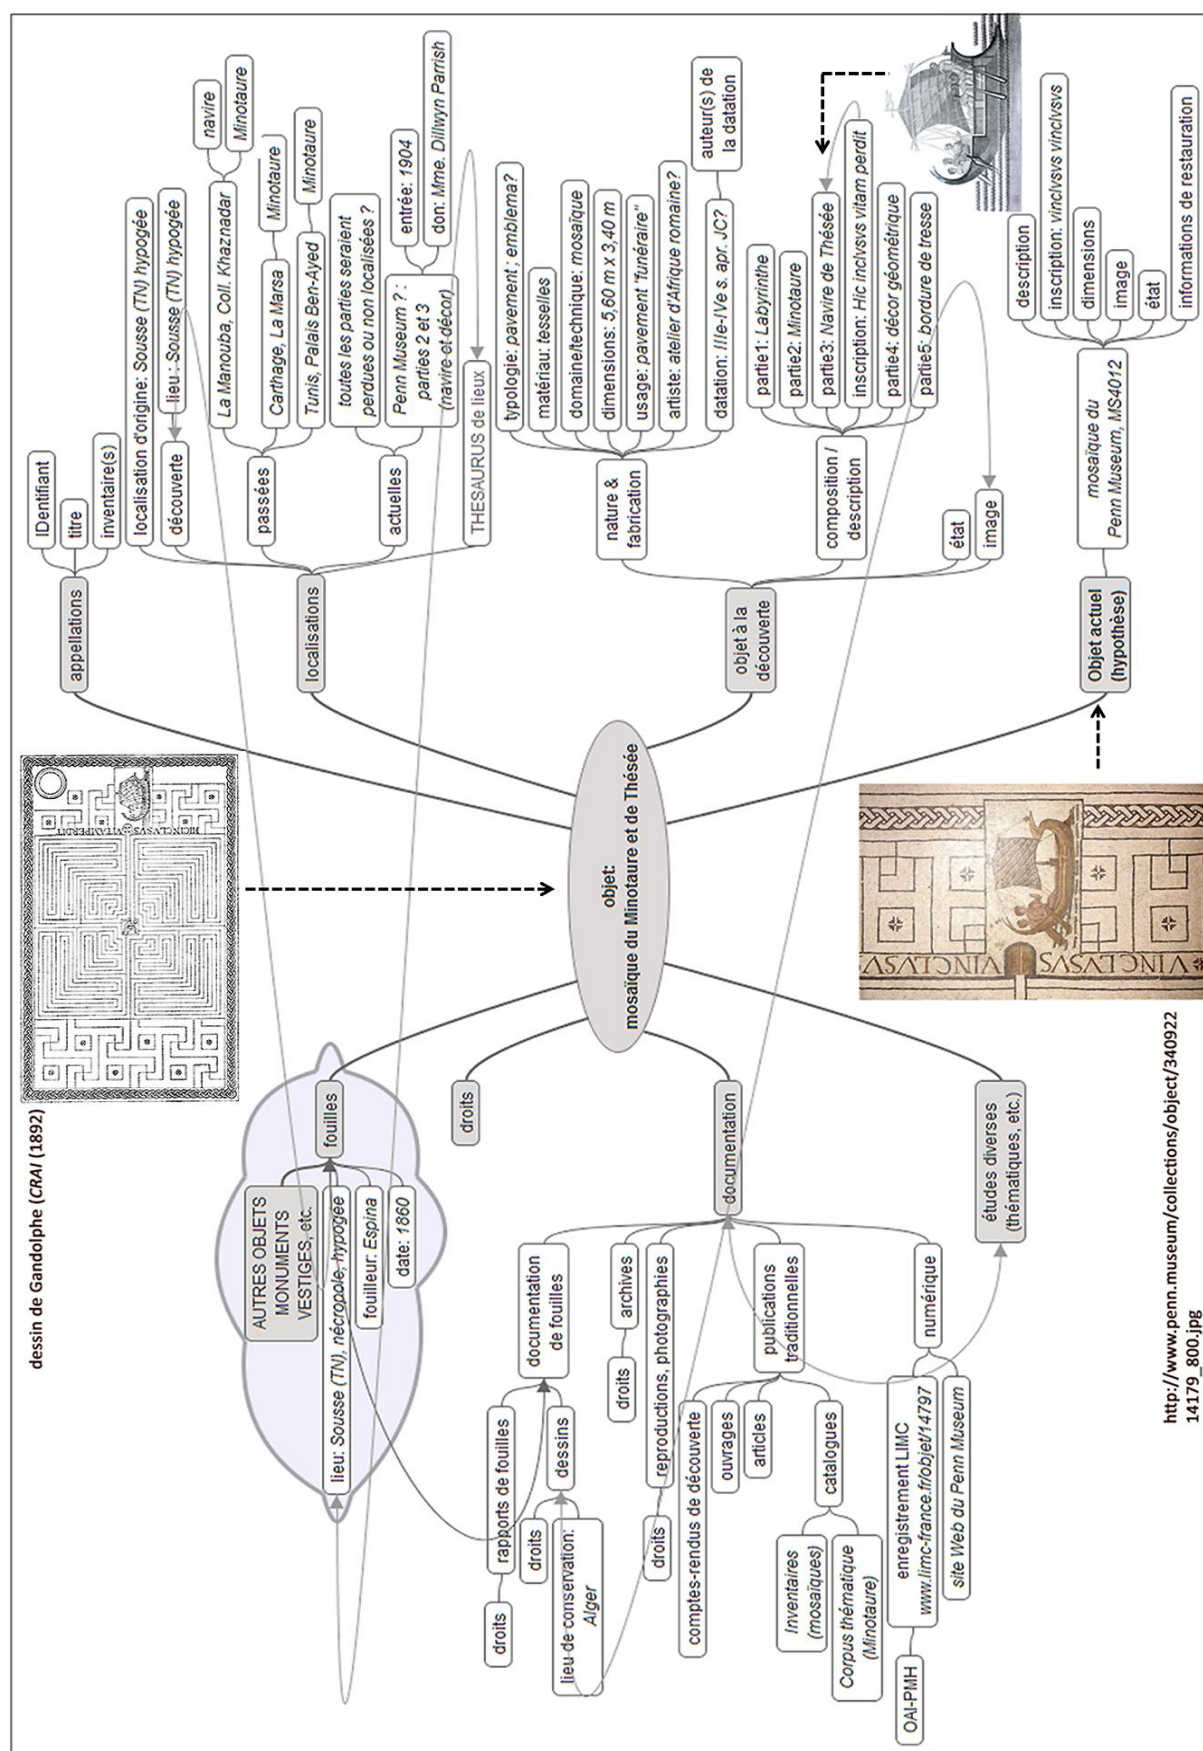 dessin de Gandolphe (CRAI (1892)
objet:
mosaïque du Minotaure et de Thésée
appellations
IDentifiant
titre
inventaire(s)
localisations
localisation d'origine: Sousse (TN) hypogée
découverte
lieu : Sousse (TN) hypogée
passées
La Manouba, Coll. Khaznadar
navire
Minotaure
Carthage, La Marsa
Minotaure
Tunis, Palais Ben-Ayed
Minotaure
actuelles
toutes les parties seraient
perdues ou non localisées ?
Penn Museum ? :
parties 2 et 3
(navire et décor)
entrée: 1904
don: Mme. Dillwyn Parrish
THESAURUS de lieux
objet à la
découverte
nature &
fabrication
typologie: pavement ; emblema?
matériau: tesselles
domaine/technique: mosaïque
dimensions: 5,60 m x 3,40 m
usage: pavement "funéraire"
artiste: atelier d'Afrique romaine?
datation: IIIe-IVe s. apr. JC?
auteur(s) de
la datation
composition /
description
partie1: Labyrinthe
partie2: Minotaure
partie3: Navire de Thésée
inscription: Hic inclvsvs vitam perdit
partie4: décor géométrique
partie5: bordure de tresse
état
image
Objet actuel
(hypothèse)
mosaïque du
Penn Museum, MS4012
description
inscription: vinclvsvs vinclvsvs
dimensions
image
état
informations de restauration
fouilles
AUTRES OBJETS
MONUMENTS
VESTIGES, etc.
lieu: Sousse (TN), nécropole, hypogée
fouilleur: Espina
date: 1860
droits
documentation
documentation
de fouilles
rapports de fouilles
droits
dessins
droits
lieu de conservation:
Alger
archives
droits
reproductions, photographies
droits
publications
traditionnelles
comptes-rendus de découverte
ouvrages
articles
catalogues
Inventaires
(mosaïques)
Corpus thématique
(Minotaure)
numérique
enregistrement LIMC
www.limc-france.fr/objet/14797
OAI-PMH
site Web du Penn Museum
études diverses
(thématiques, etc.)
HICINCLVSVS VITAMPERDIT
VINCLVSVS VINCLVSV
http://www.penn.museum/collections/object/340922
14179_800.jpg